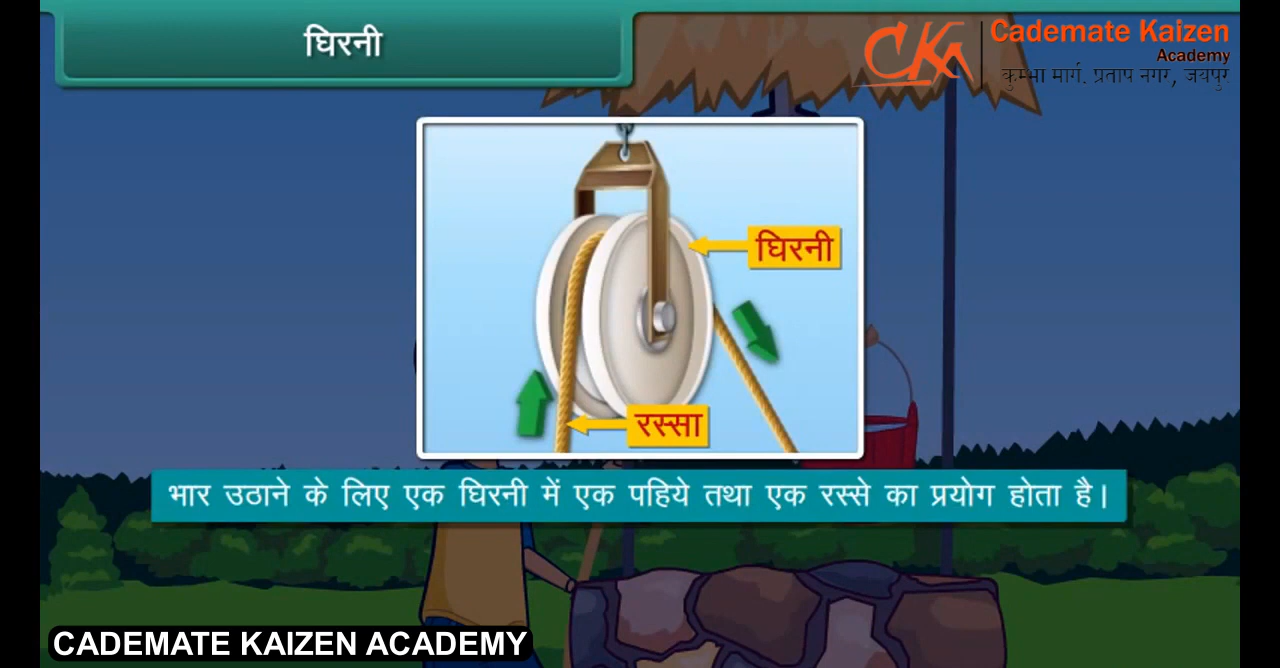 घिरनी
Cademate Kaizen
Academy
कुम्भा मार्ग. प्रताप नगर, जयपुर
CKA
घिरनी
रस्सा
भार उठाने के लिए एक घिरनी में एक पहिये तथा एक रस्से का प्रयोग होता है।
CADEMATE KAIZEN ACADEMY